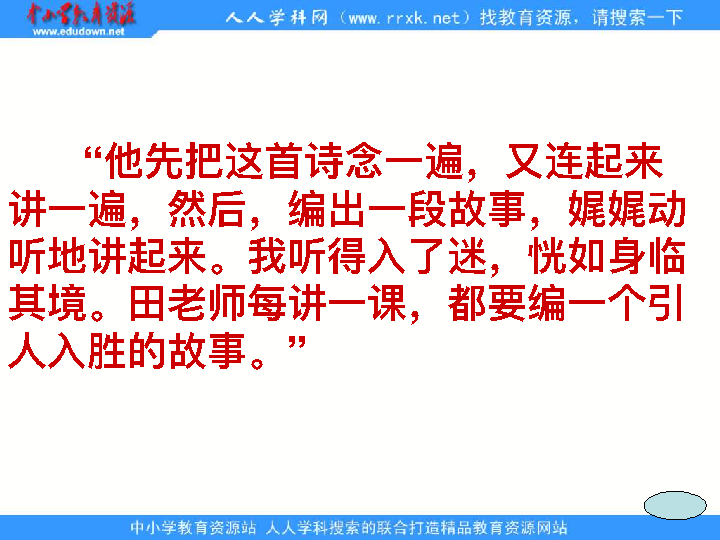 中小学教育资源
www.edudown.net
人人学科网（www.rrxk.net）找教育资源，请搜索一下
“他先把这首诗念一遍，又连起来
讲一遍，然后，编出一段故事，娓娓动
听地讲起来。我听得入了迷，恍如身临
其境。田老师每讲一课，都要编一个引
人入胜的故事。”
中小学教育资源站 人人学科搜索的联合打造精品教育资源网站